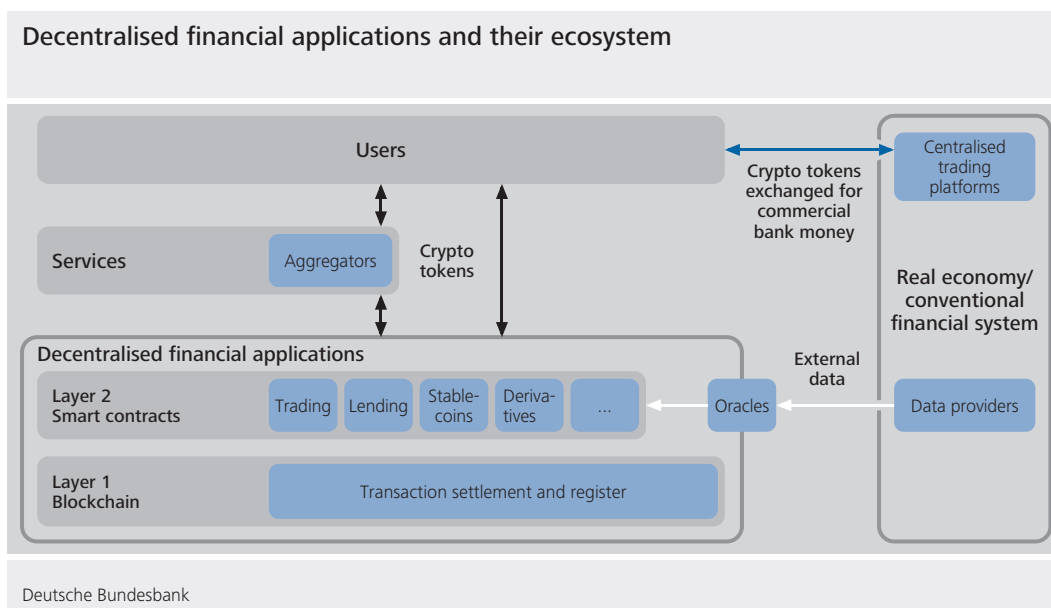 Decentralised financial applications and their ecosystem
Users
Centralised
trading
platforms
Crypto tokens
exchanged for
commercial
bank money
Services
Aggregators
Crypto
tokens
Real economy/
conventional
financial system
Decentralised financial applications
External
data
Layer 2
Smart contracts
Trading
Lending
Stable-
coins
Deriva-
tives
...
Oracles
Data providers
Layer 1
Blockchain
Transaction settlement and register
Deutsche Bundesbank